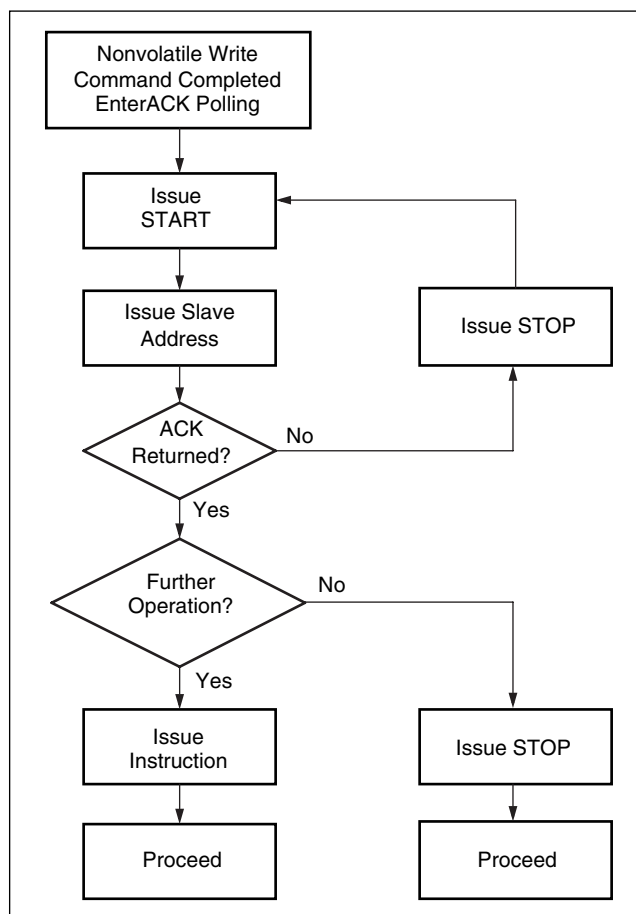 Nonvolatile Write
Command Completed
EnterACK Polling
Issue
START
Issue Slave
Address
Issue STOP
ACK
Returned?
No
Yes
Further
Operation?
No
Yes
Issue
Instruction
Issue STOP
Proceed
Proceed